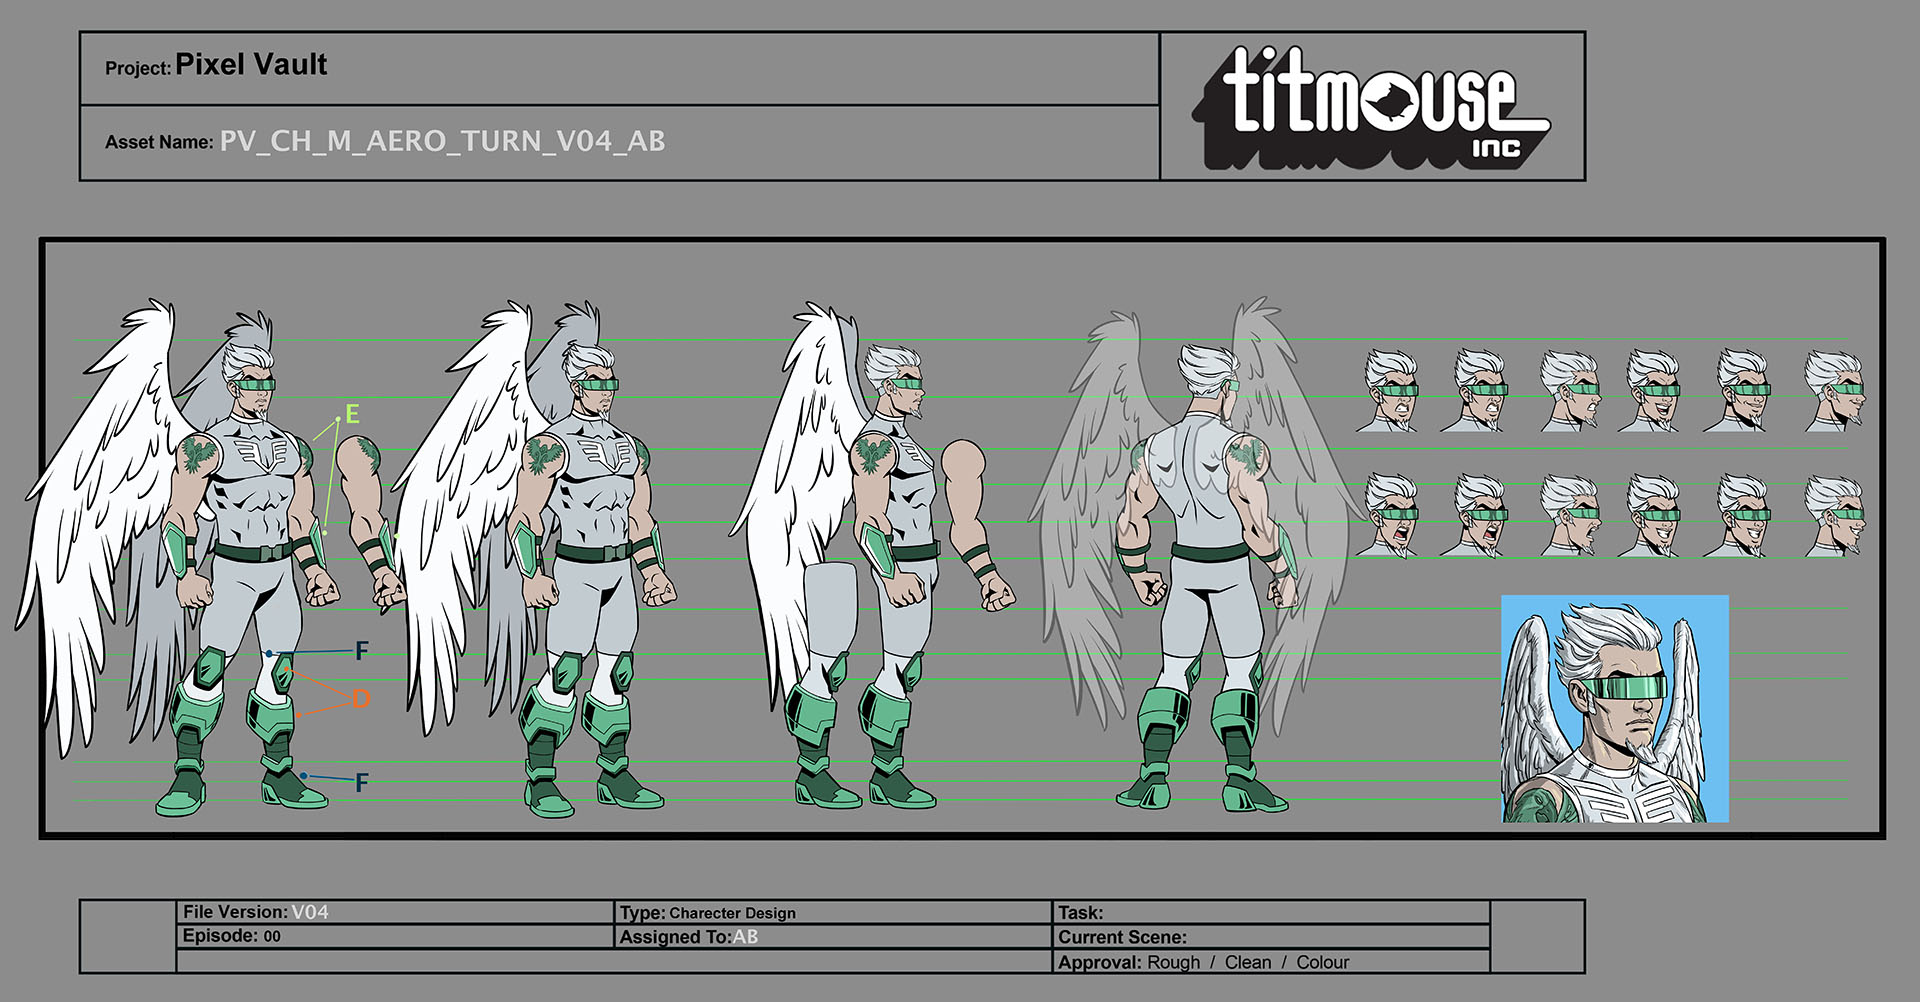 Project: Pixel Vault
Asset Name: PV_CH_M_AERO_TURN_V04_AB
titmouse
INC
E
F
D
F
File Version: V04
Type: Charecter Design
Task:
Episode: 00
Assigned To:AB
Current Scene:
Approval: Rough / Clean / Colour